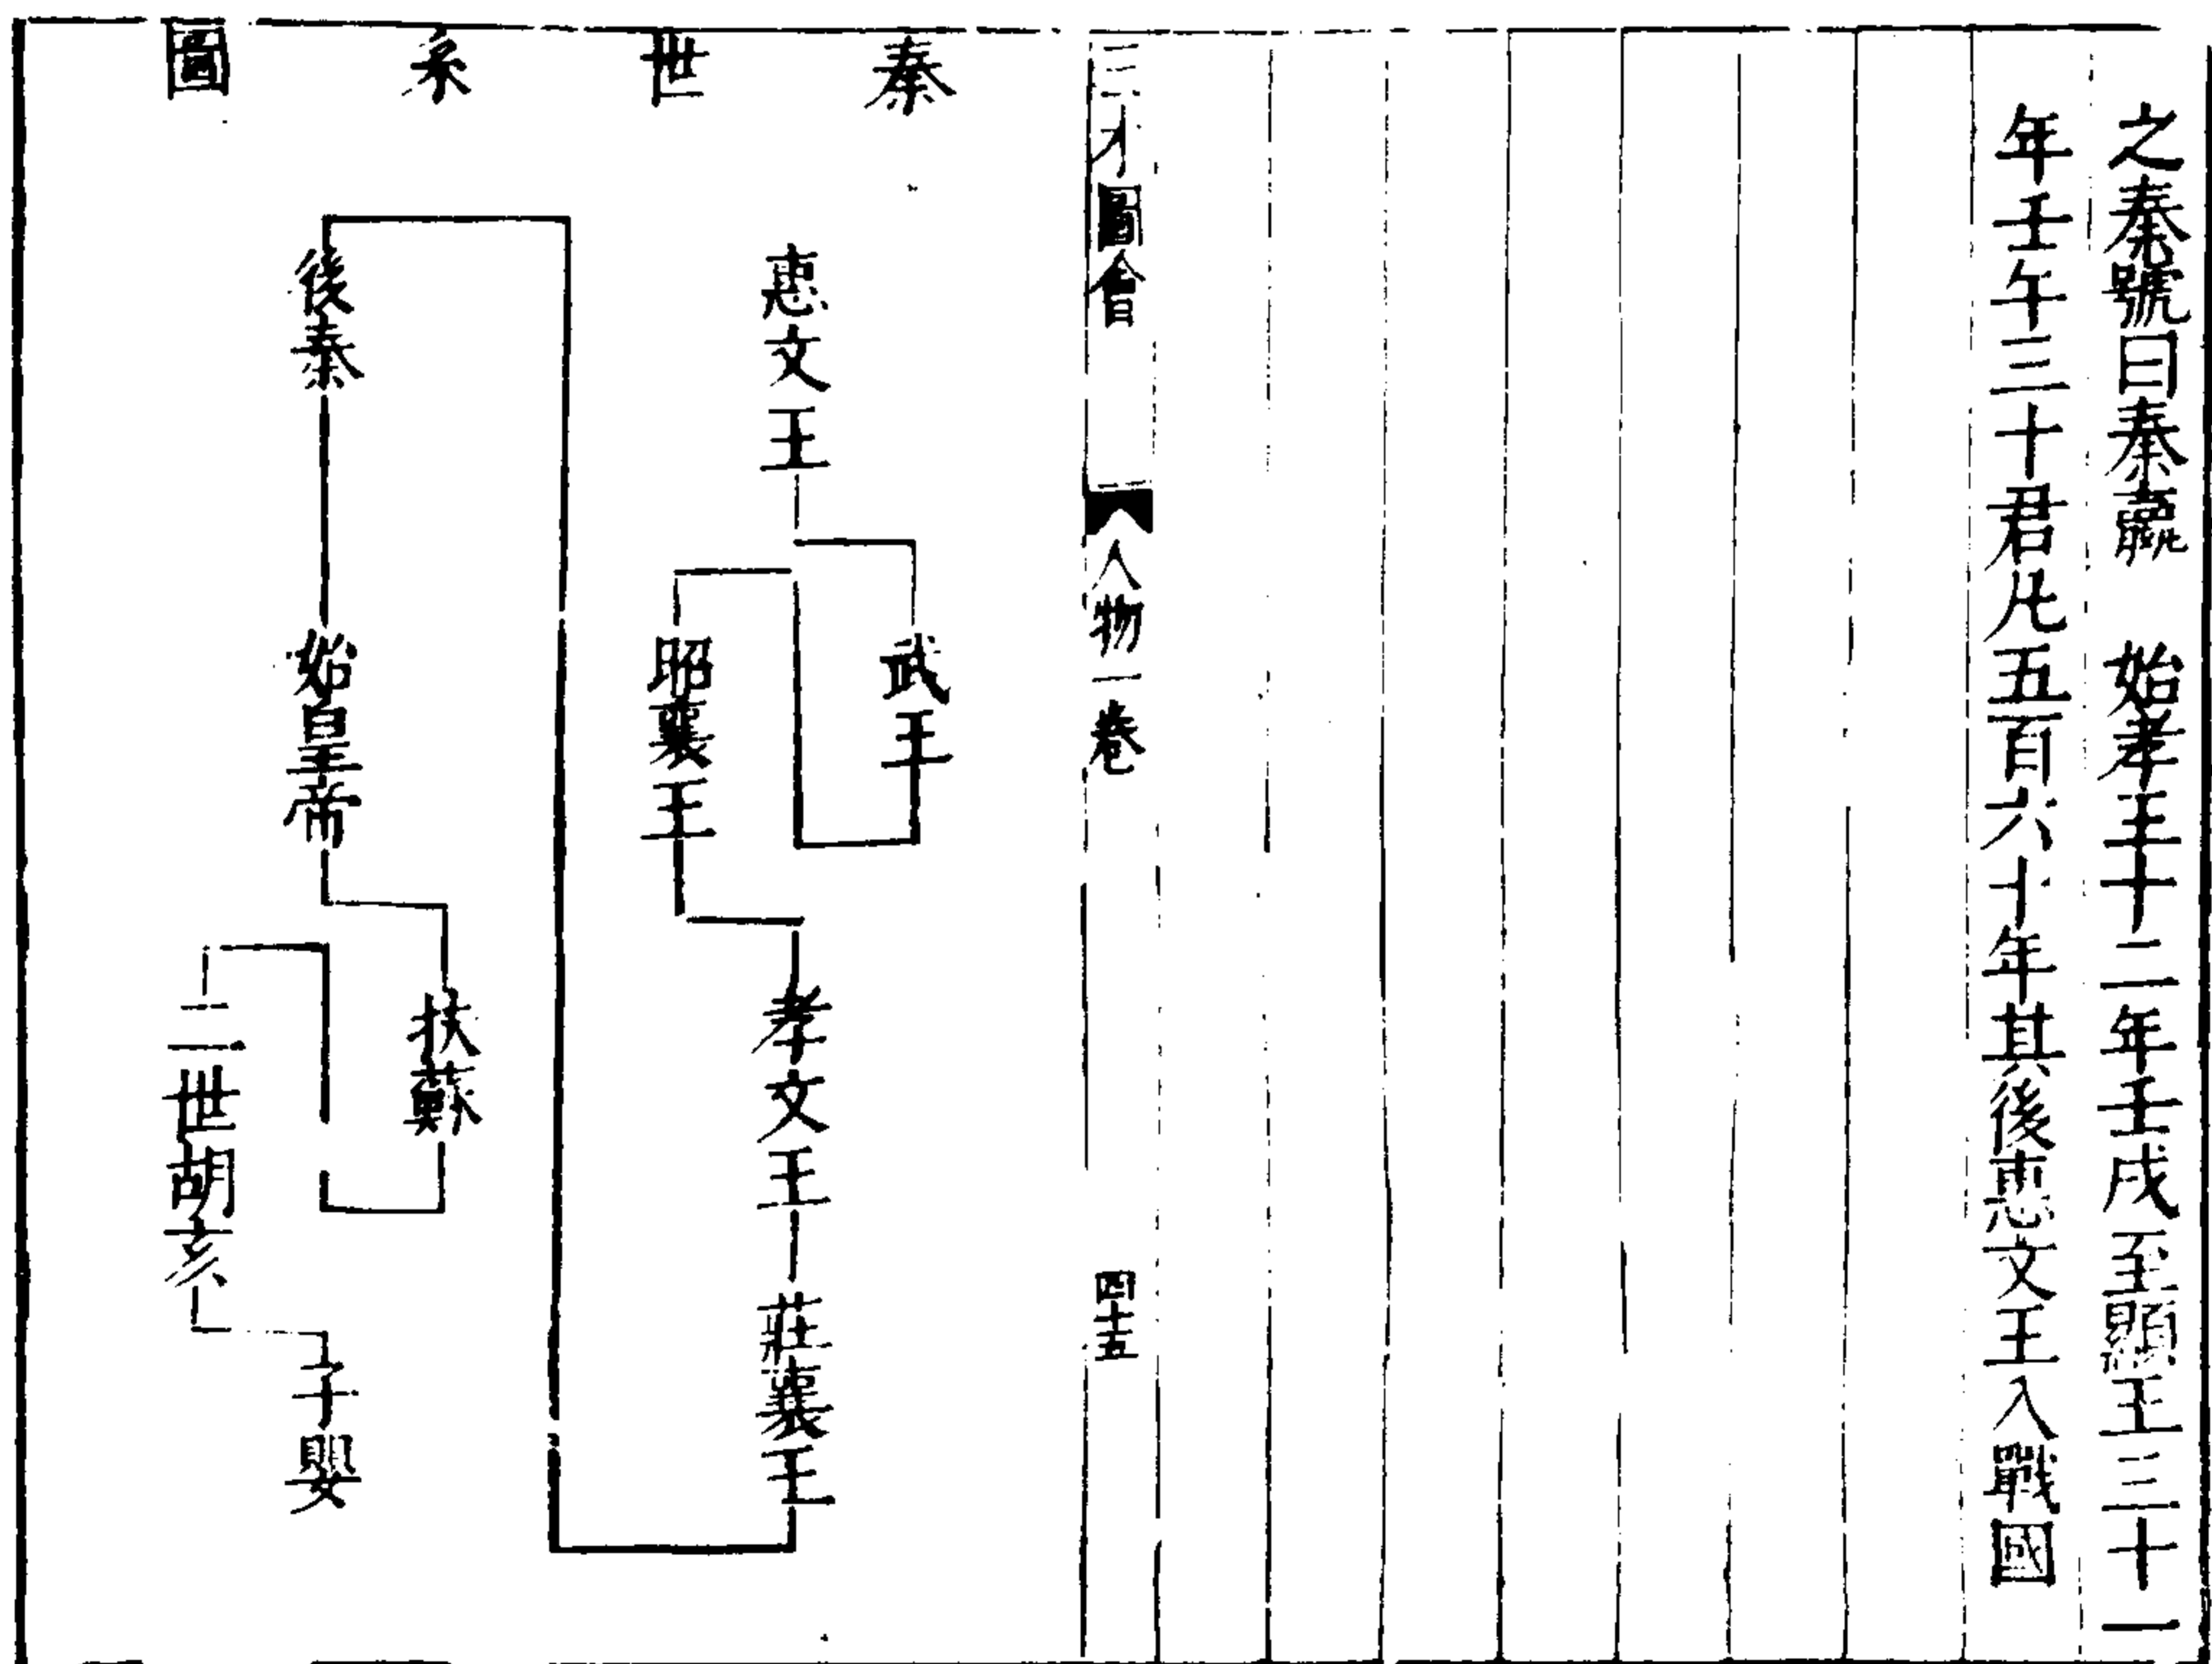 之秦號曰秦嬴　始孝王十二年壬戌至顯王三十一
年壬午三十君凡五百六十年其後惠文王入戰國
三才圖會　人物一卷　四十五
秦世系圖
武王
惠文王　孝文王　莊襄王
昭襄王
扶蘇
後秦　始皇帝　子嬰
二世胡亥